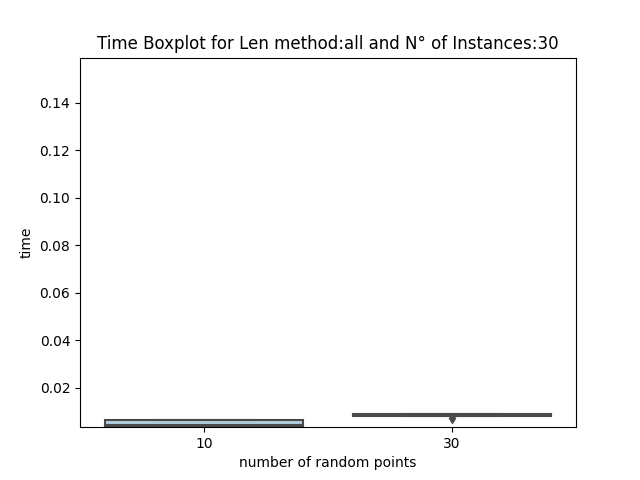 Time Boxplot for Len method:all and N° of Instances:30
0.14
0.12
0.10
0.08
0.06
0.04
0.02
time
10 30
number of random points